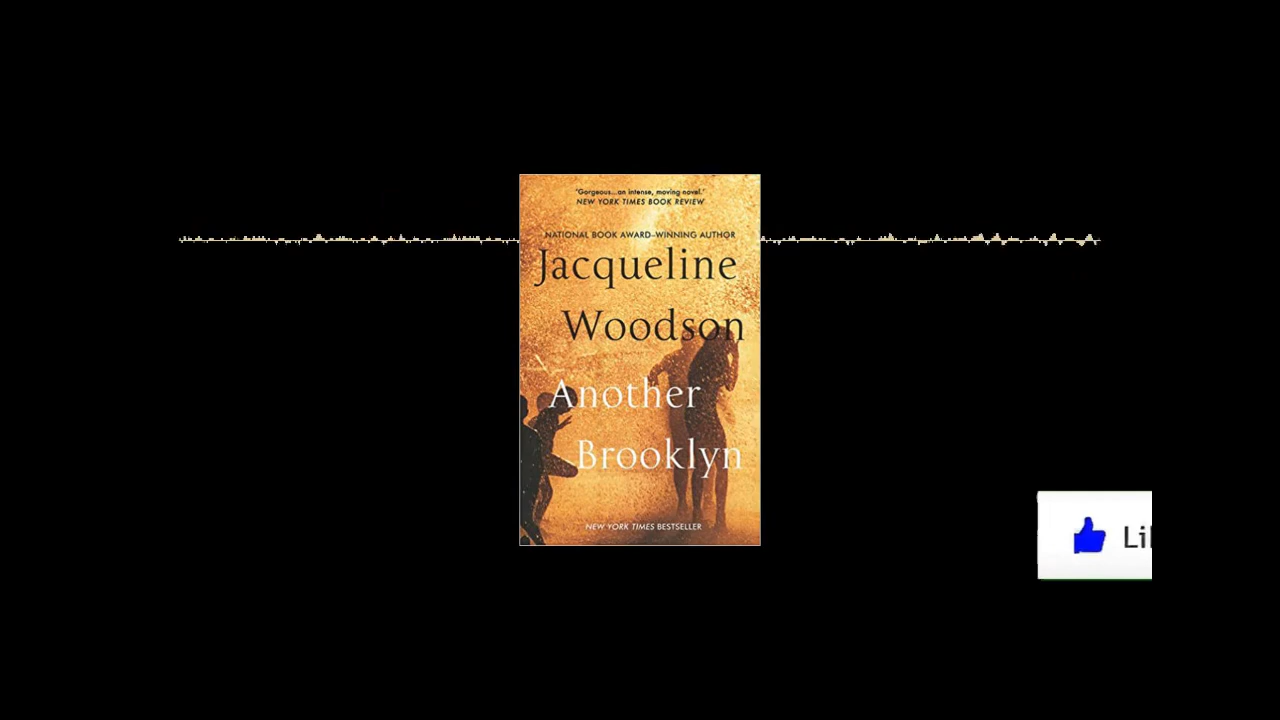 "Gorgeous...an intense, moving novel."
NEW YORK TIMES BOOK REVIEW
NATIONAL BOOK AWARD–WINNING AUTHOR
Jacqueline
Woodson
Another
Brooklyn
NEW YORK TIMES BESTSELLER